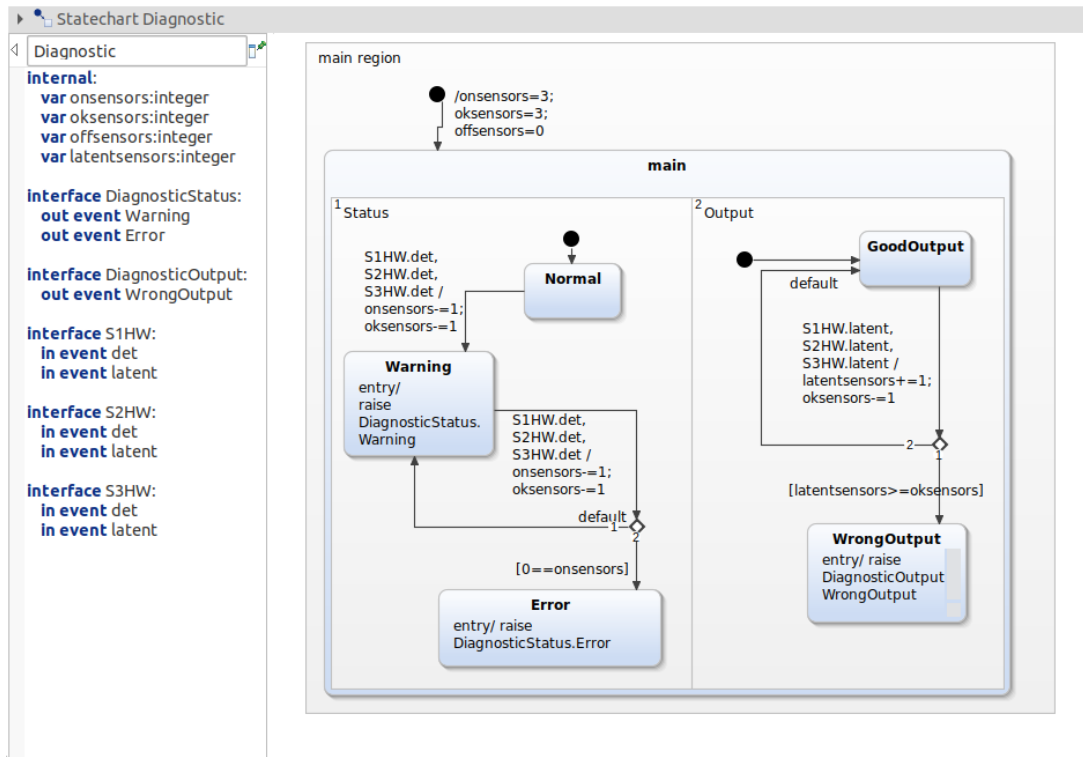 Statechart Diagnostic
Diagnostic
internal:
var onsensors:integer
var oksensors:integer
var offsensors:integer
var latentsensors:integer
interface DiagnosticStatus:
out event Warning
out event Error
interface DiagnosticOutput:
out event WrongOutput
interface S1HW:
in event det
in event latent
interface S2HW:
in event det
in event latent
interface S3HW:
in event det
in event latent
main region
/onsensors=3;
oksensors=3;
offsensors=0
main
1 Status
S1HW.det,
S2HW.det,
S3HW.det /
onsensors-=1;
oksensors-=1
Normal
Warning
entry/
raise
DiagnosticStatus.
Warning
S1HW.det,
S2HW.det,
S3HW.det /
onsensors-=1;
oksensors-=1
default
1
2
[0==onsensors]
Error
entry/ raise
DiagnosticStatus.Error
2 Output
GoodOutput
default
S1HW.latent,
S2HW.latent,
S3HW.latent /
latentsensors+=1;
oksensors-=1
2
1
[latentsensors>=oksensors]
WrongOutput
entry/ raise
DiagnosticOutput
WrongOutput